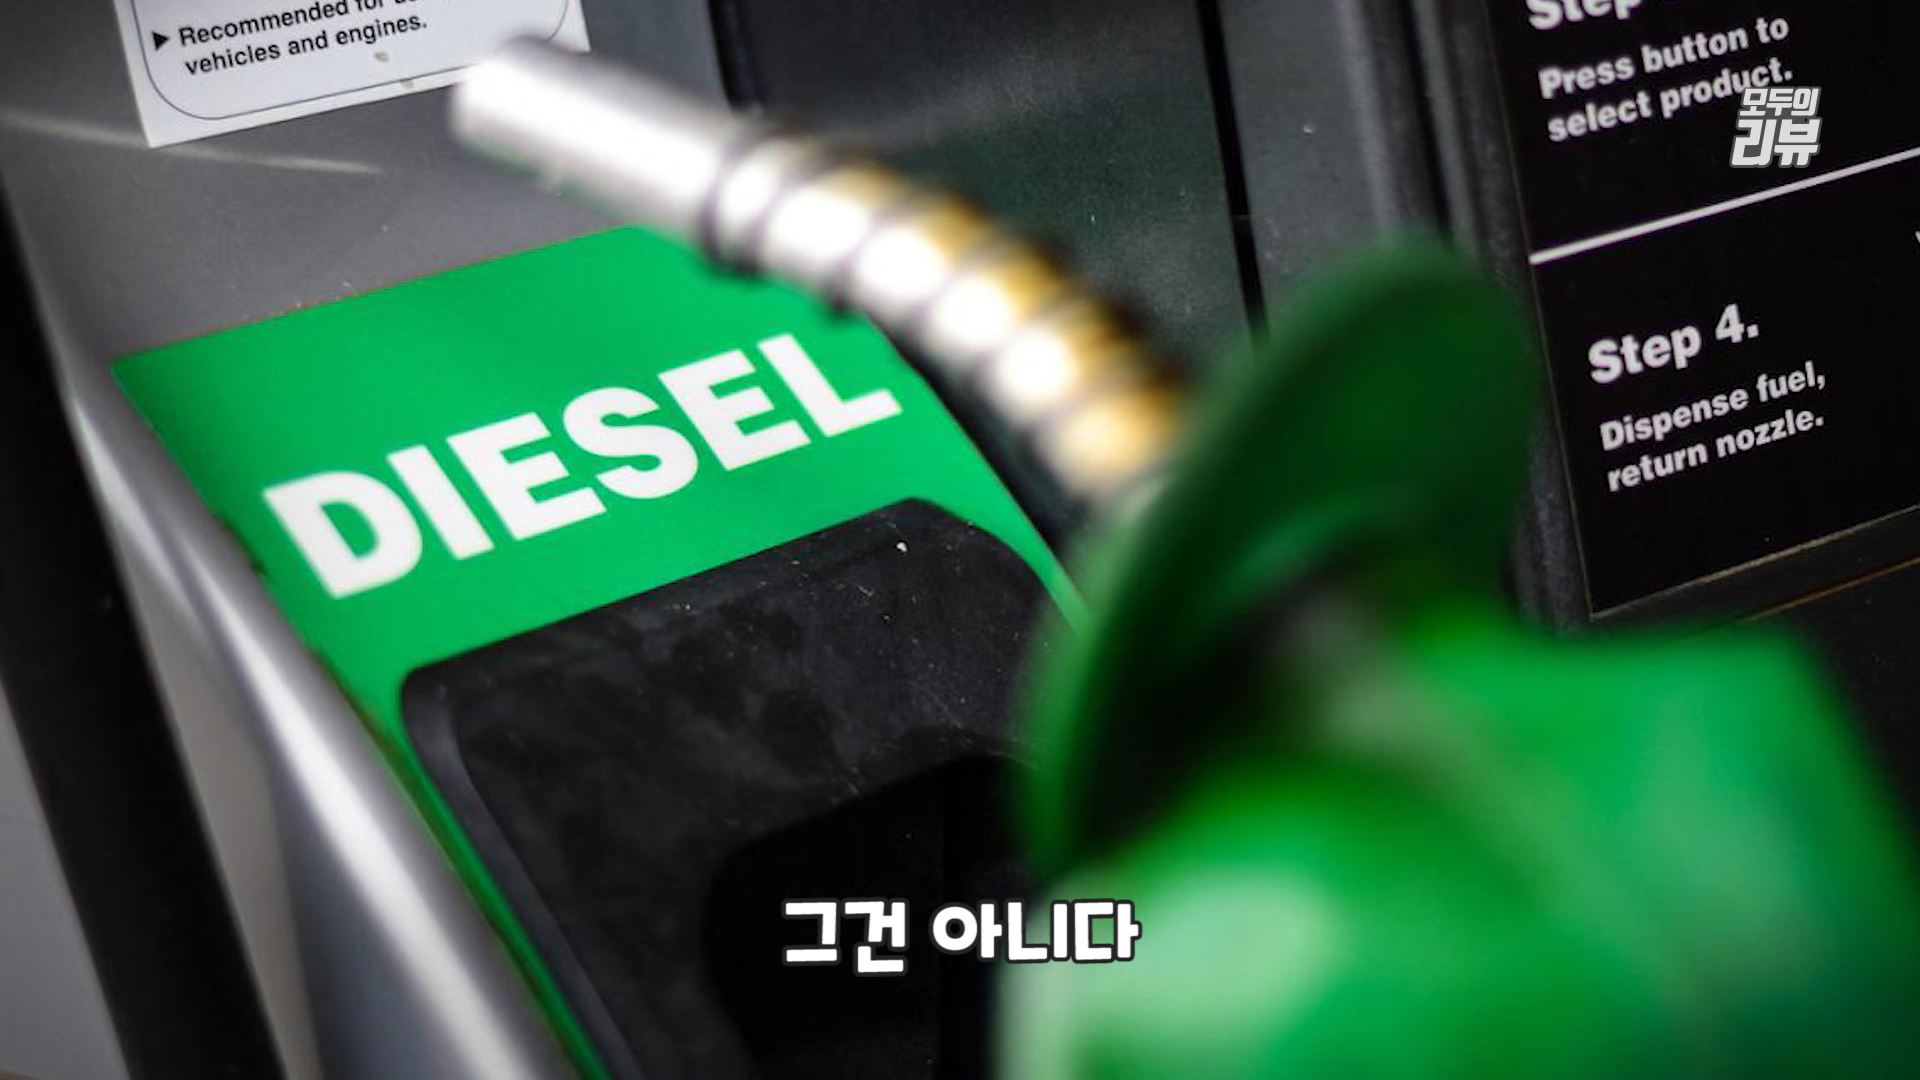 ▶ Recommended for
vehicles and engines.
DIESEL
Step
Press button to
select product.
모두의
리뷰
Step 4.
Dispense fuel,
return nozzle.
그건 아니다